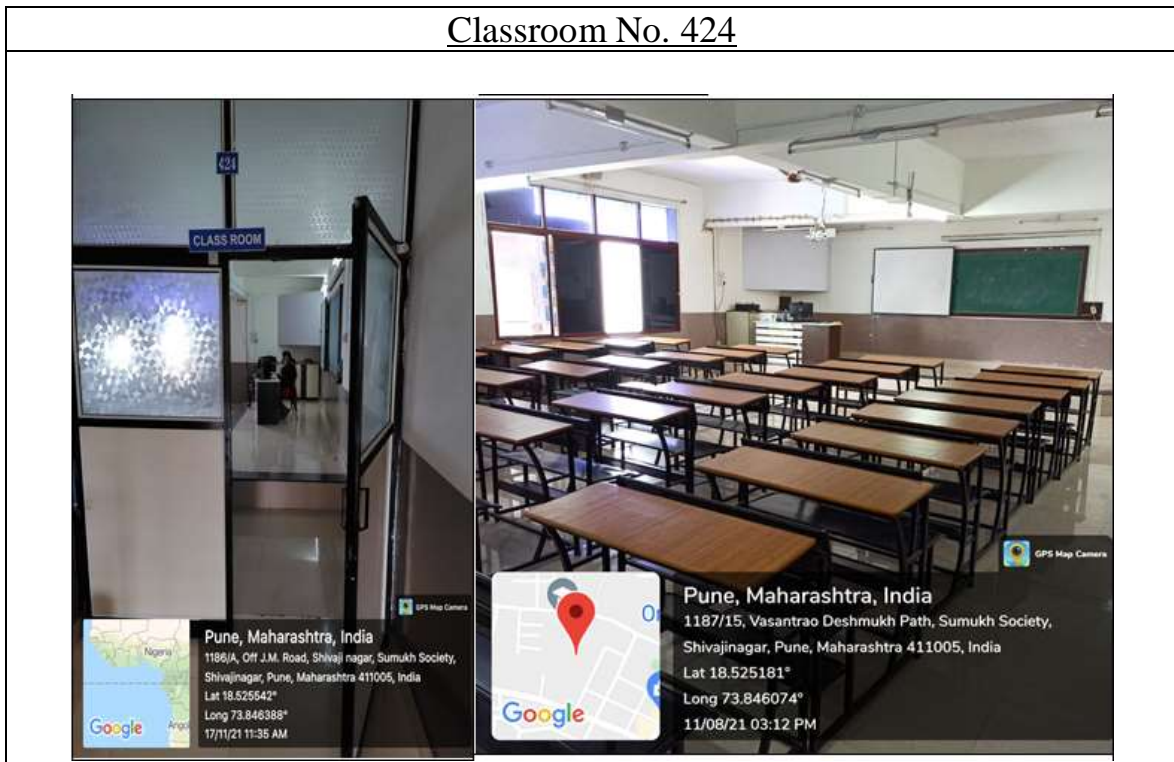 Classroom No. 424
424
CLASS ROOM
GPS Map Camera
Nigeria
Google
Pune, Maharashtra, India
1186/A, Off J.M. Road, Shivaji nagar, Sumukh Society,
Shivajinagar, Pune, Maharashtra 411005, India
Lat 18.525542°
Long 73.846388°
17/11/21 11:35 AM
GPS Map Camera
Google
Pune, Maharashtra, India
1187/15, Vasantrao Deshmukh Path, Sumukh Society,
Shivajinagar, Pune, Maharashtra 411005, India
Lat 18.525181°
Long 73.846074°
11/08/21 03:12 PM